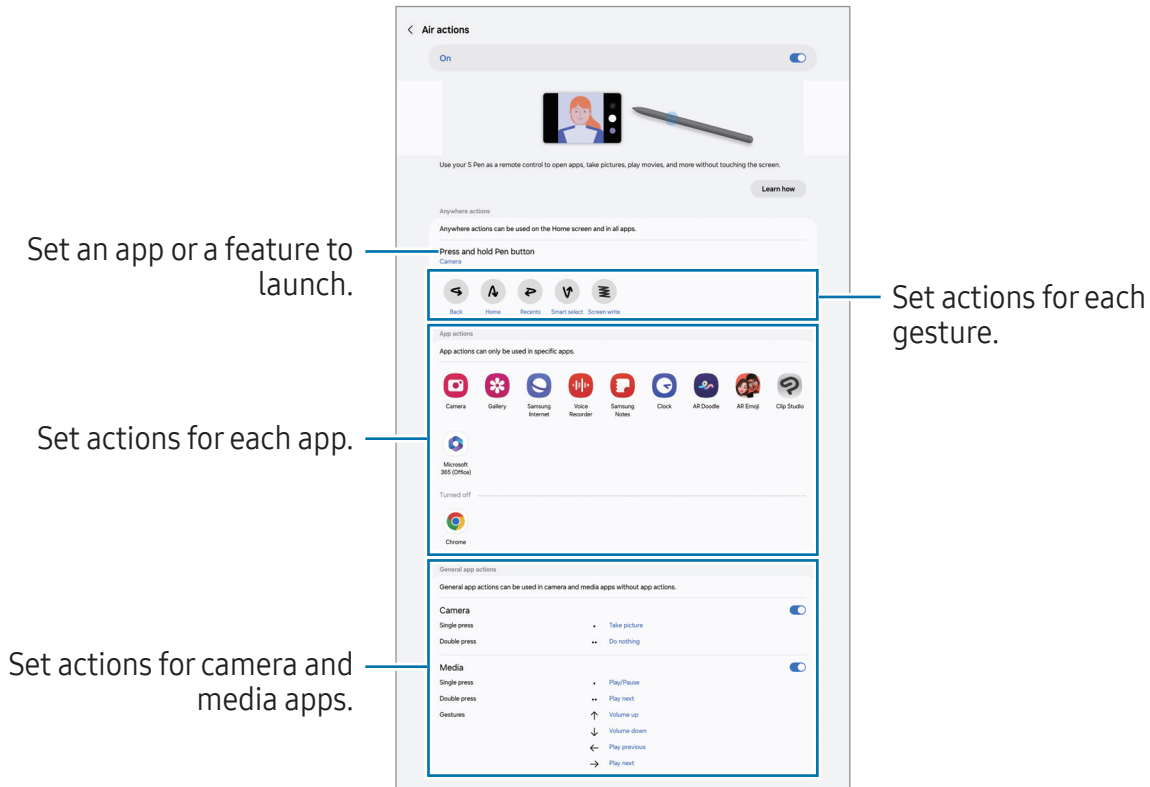 Air actions
On
Use your S Pen as a remote control to open apps, take pictures, play movies, and more without touching the screen.
Learn how
Anywhere actions
Anywhere actions can be used on the Home screen and in all apps.
Set an app or a feature to
launch.
Press and hold Pen button
Camera
Back Home Recents Smart select Screen write
Set actions for each
gesture.
App actions
App actions can only be used in specific apps.
Camera Gallery Samsung Voice Samsung Clock AR Doodle AR Emoji Clip Studio
Internet Recorder Notes
Set actions for each app.
Microsoft
365 (Office)
Turned off
Chrome
General app actions
General app actions can be used in camera and media apps without app actions.
Camera
Single press • Take picture
Double press •• Do nothing
Set actions for camera and
media apps.
Media
Single press • Play/Pause
Double press •• Play next
Gestures ↑ Volume up
↓ Volume down
← Play previous
→ Play next